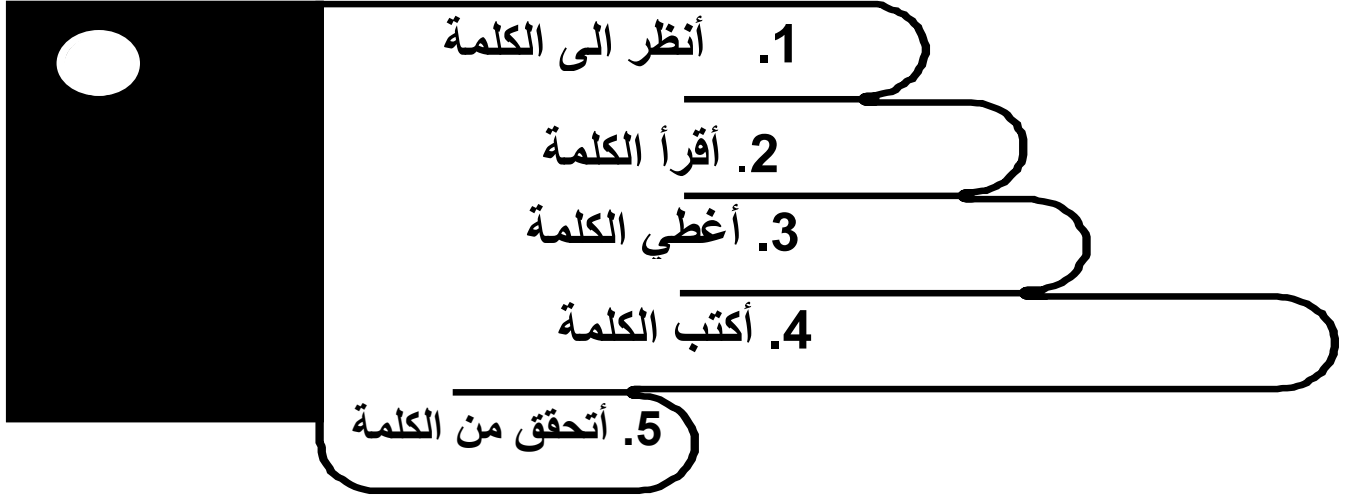 1. أنظر الى الكلمة
2. أقرأ الكلمة
3. أغطي الكلمة
4. أكتب الكلمة
5. أتحقق من الكلمة